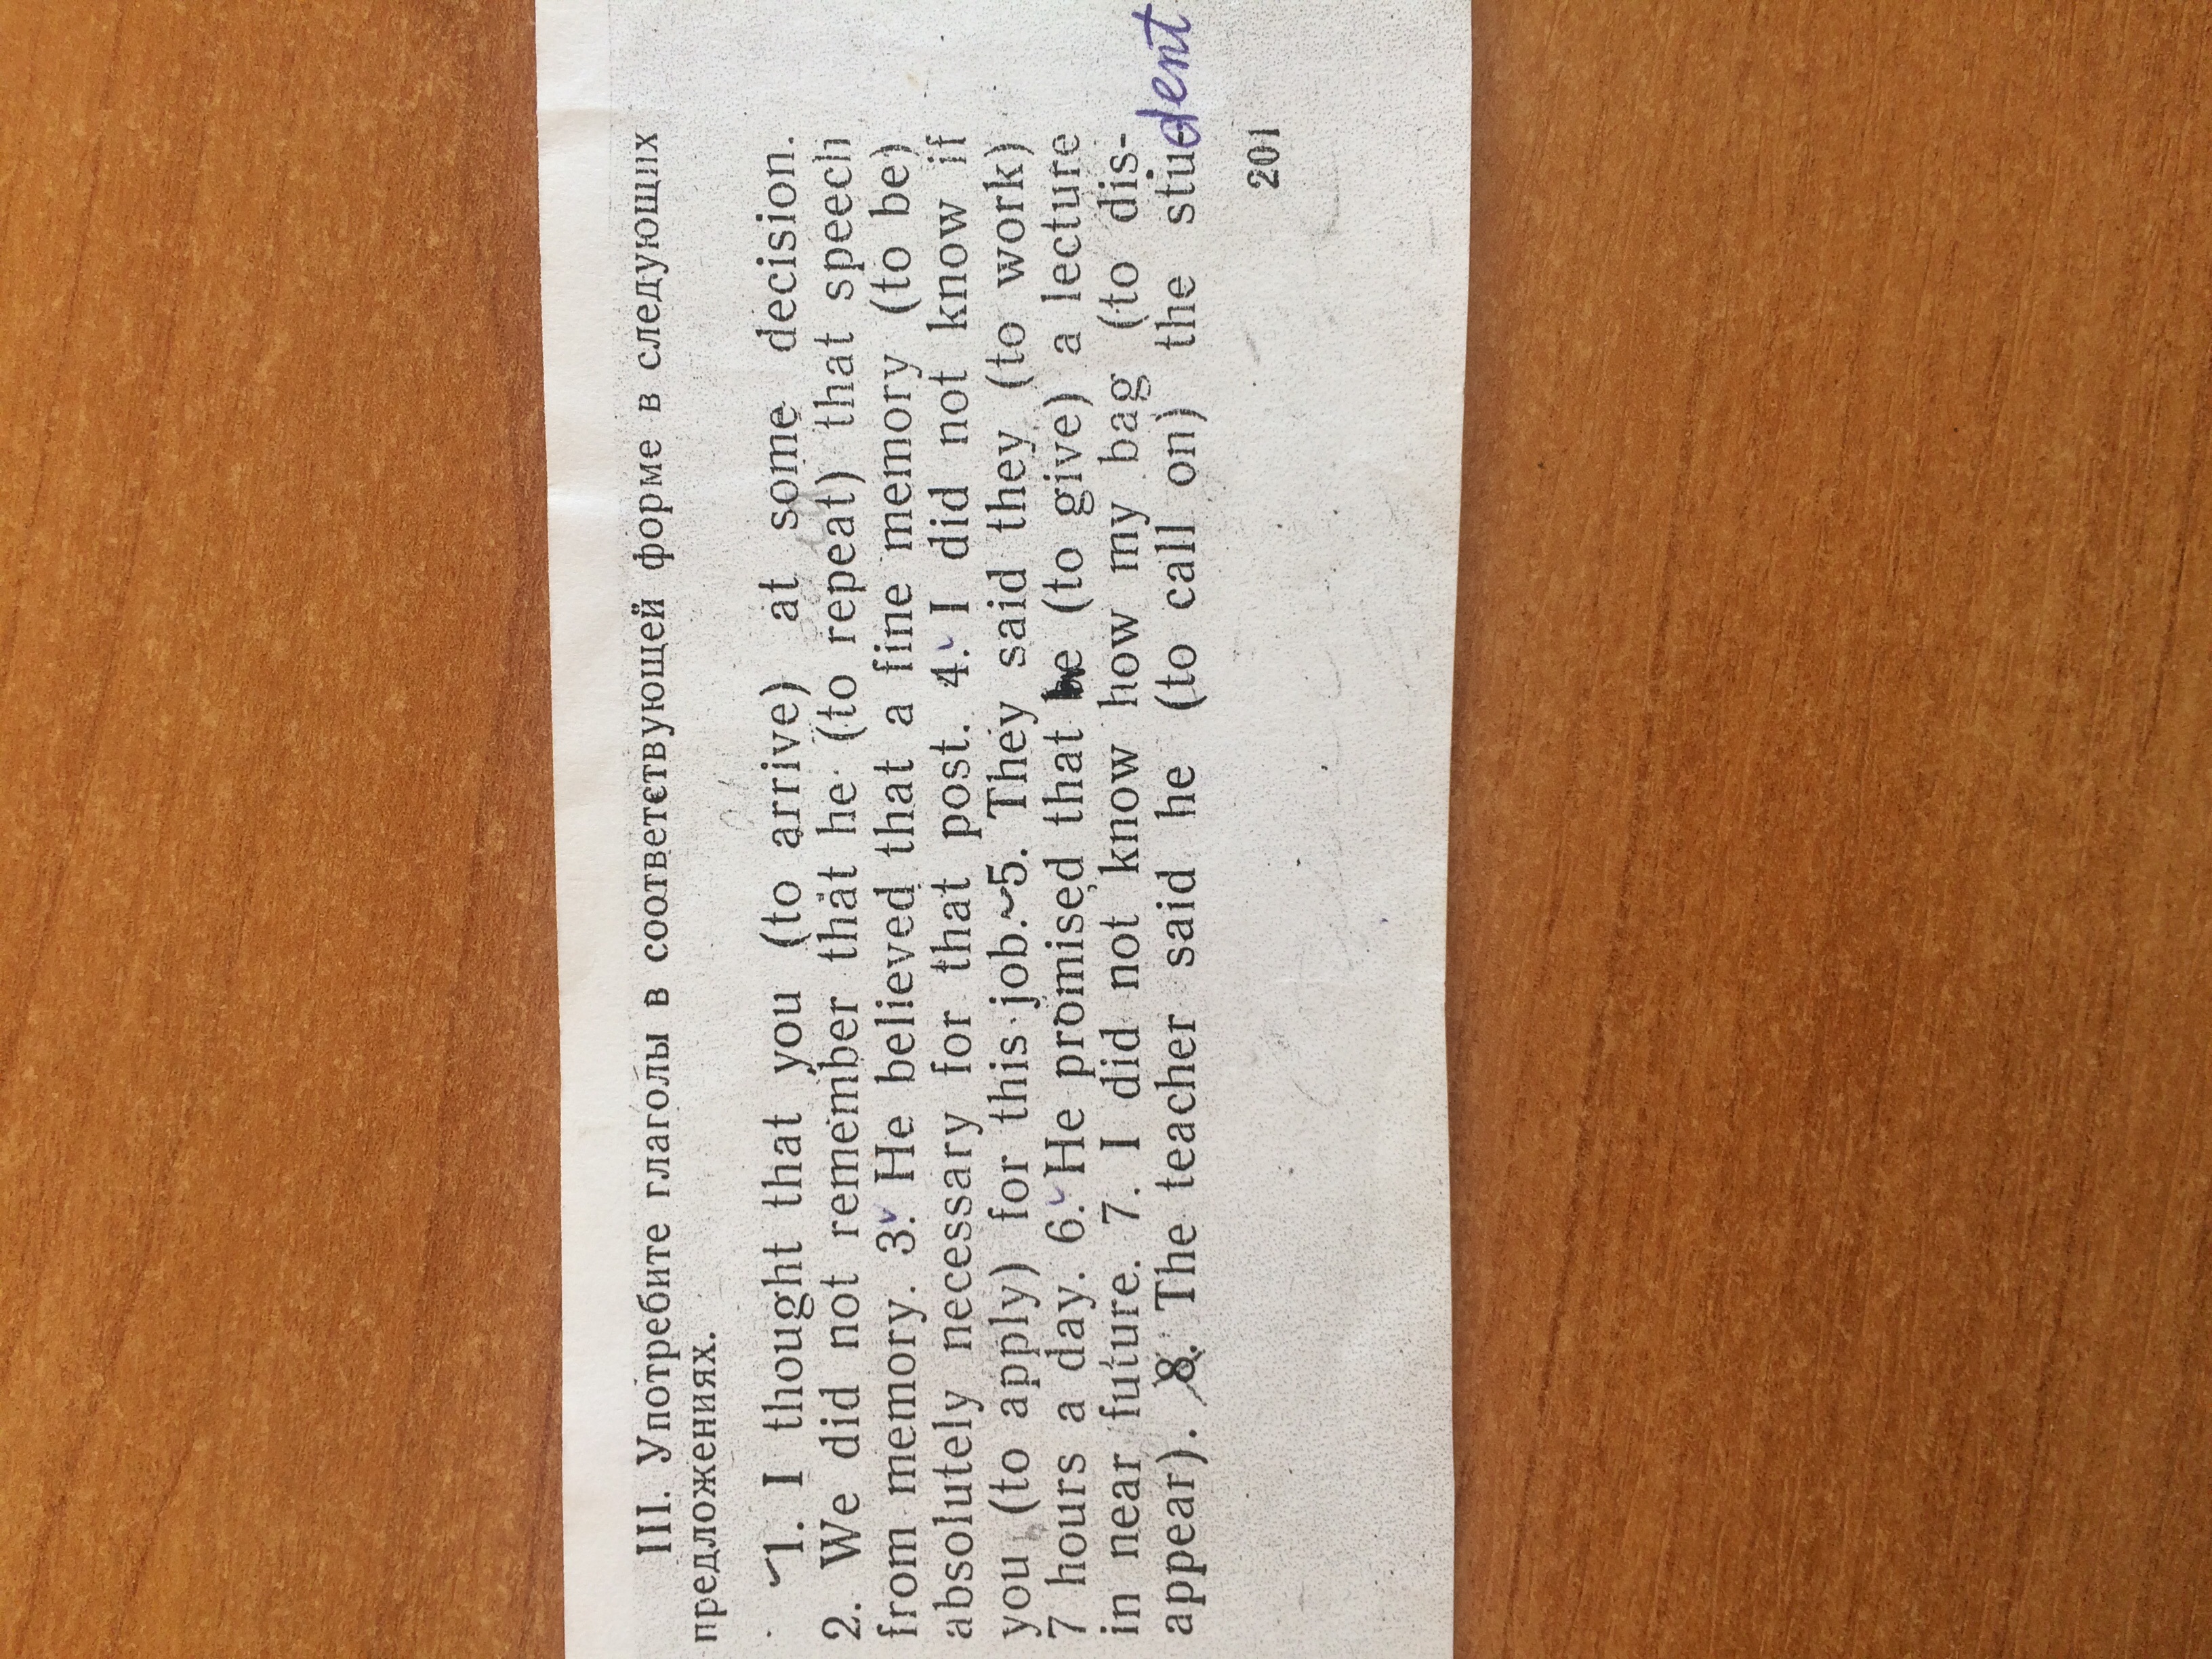 III. Употребите глаголы в соответствующей форме в следующих
предложениях.
1. I thought that you (to arrive) at some decision.
2. We did not remember that he (to repeat) that speech
from memory. 3. He believed that a fine memory (to be)
absolutely necessary for that post. 4. I did not know if
you (to apply) for this job. 5. They said they (to work)
7 hours a day. 6. He promised that he (to give) a lecture
in near future. 7. I did not know how my bag (to dis-
appear). 8. The teacher said he (to call on) the student
201